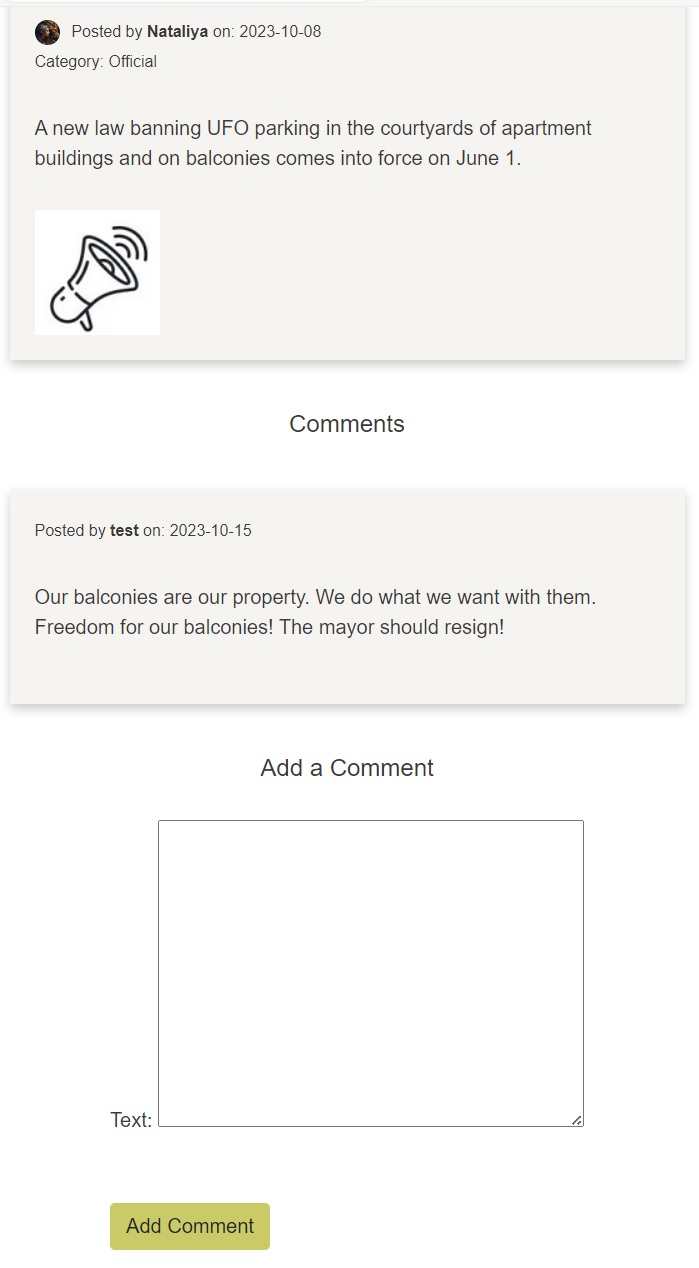 Posted by Nataliya on: 2023-10-08
Category: Official
A new law banning UFO parking in the courtyards of apartment
buildings and on balconies comes into force on June 1.
Comments
Posted by test on: 2023-10-15
Our balconies are our property. We do what we want with them.
Freedom for our balconies! The mayor should resign!
Add a Comment
Text:
Add Comment